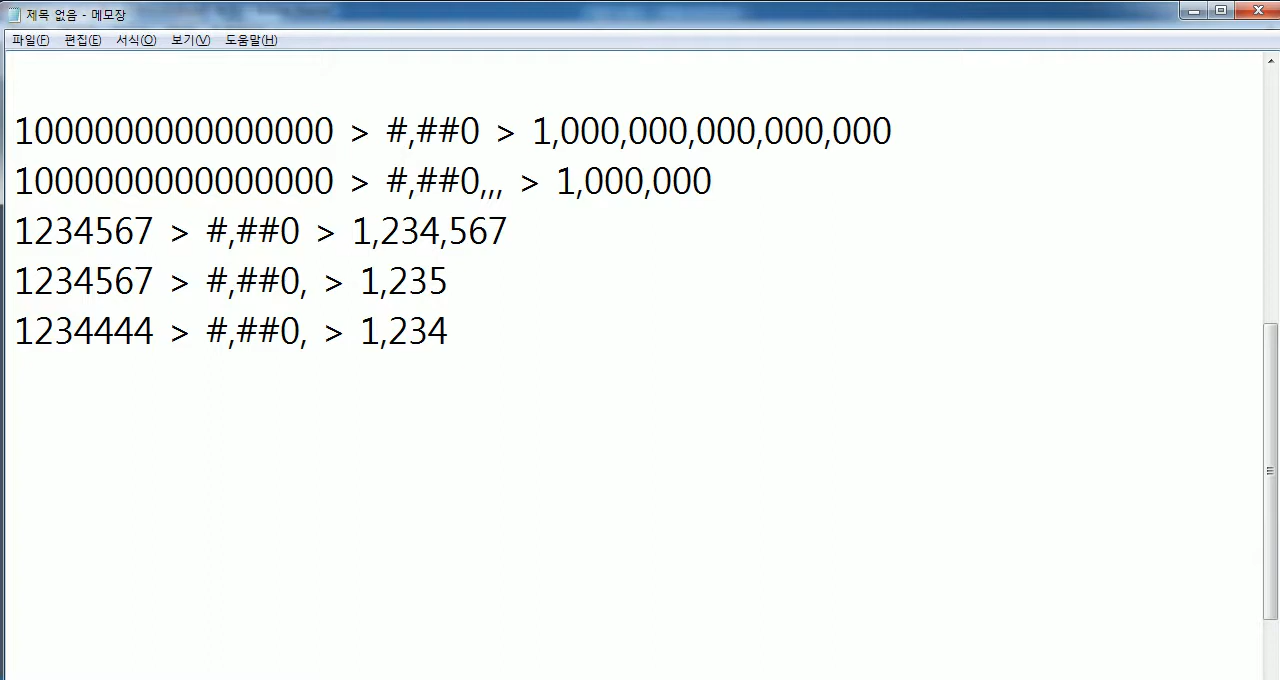 제목 없음 - 메모장
파일(F) 편집(E) 서식(O) 보기(V) 도움말(H)
1000000000000000 > #,##0 > 1,000,000,000,000,000
1000000000000000 > #,##0,,, > 1,000,000
1234567 > #,##0 > 1,234,567
1234567 > #,##0, > 1,235
1234444 > #,##0, > 1,234